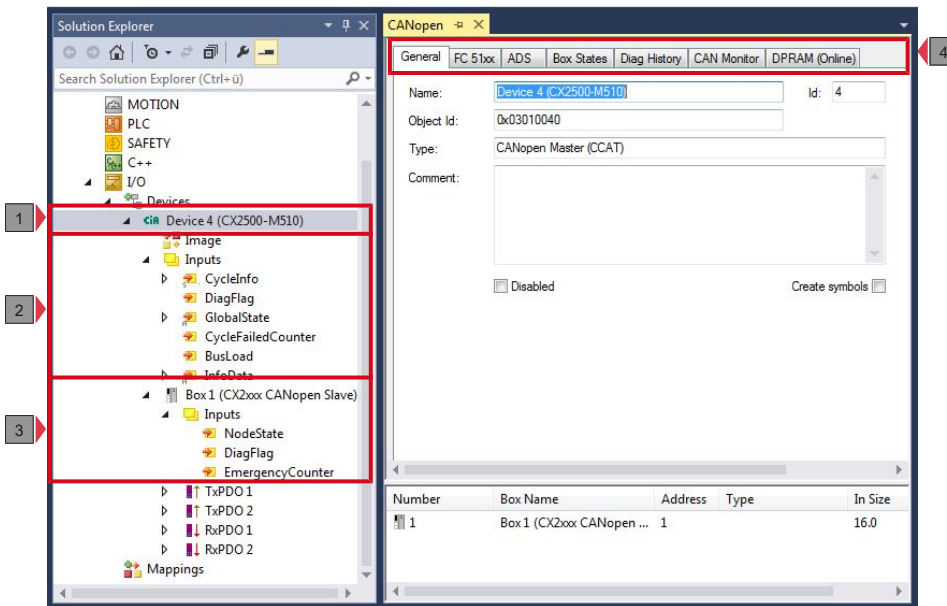 Solution Explorer
Search Solution Explorer (Ctrl+ü)
MOTION
PLC
SAFETY
C++
I/O
Devices
CiA Device 4 (CX2500-M510)
Image
Inputs
CycleInfo
DiagFlag
GlobalState
CycleFailedCounter
BusLoad
InfoData
Box 1 (CX2xxx CANopen Slave)
Inputs
NodeState
DiagFlag
EmergencyCounter
TxPDO 1
TxPDO 2
RxPDO 1
RxPDO 2
Mappings
1
2
3
CANopen
General FC 51xx ADS Box States Diag History CAN Monitor DPRAM (Online)
4
Name: Device 4 (CX2500-M510) Id: 4
Object Id: 0x03010040
Type: CANopen Master (CCAT)
Comment:
Disabled Create symbols
Number Box Name Address Type In Size
1 Box 1 (CX2xxx CANopen ... 1 16.0